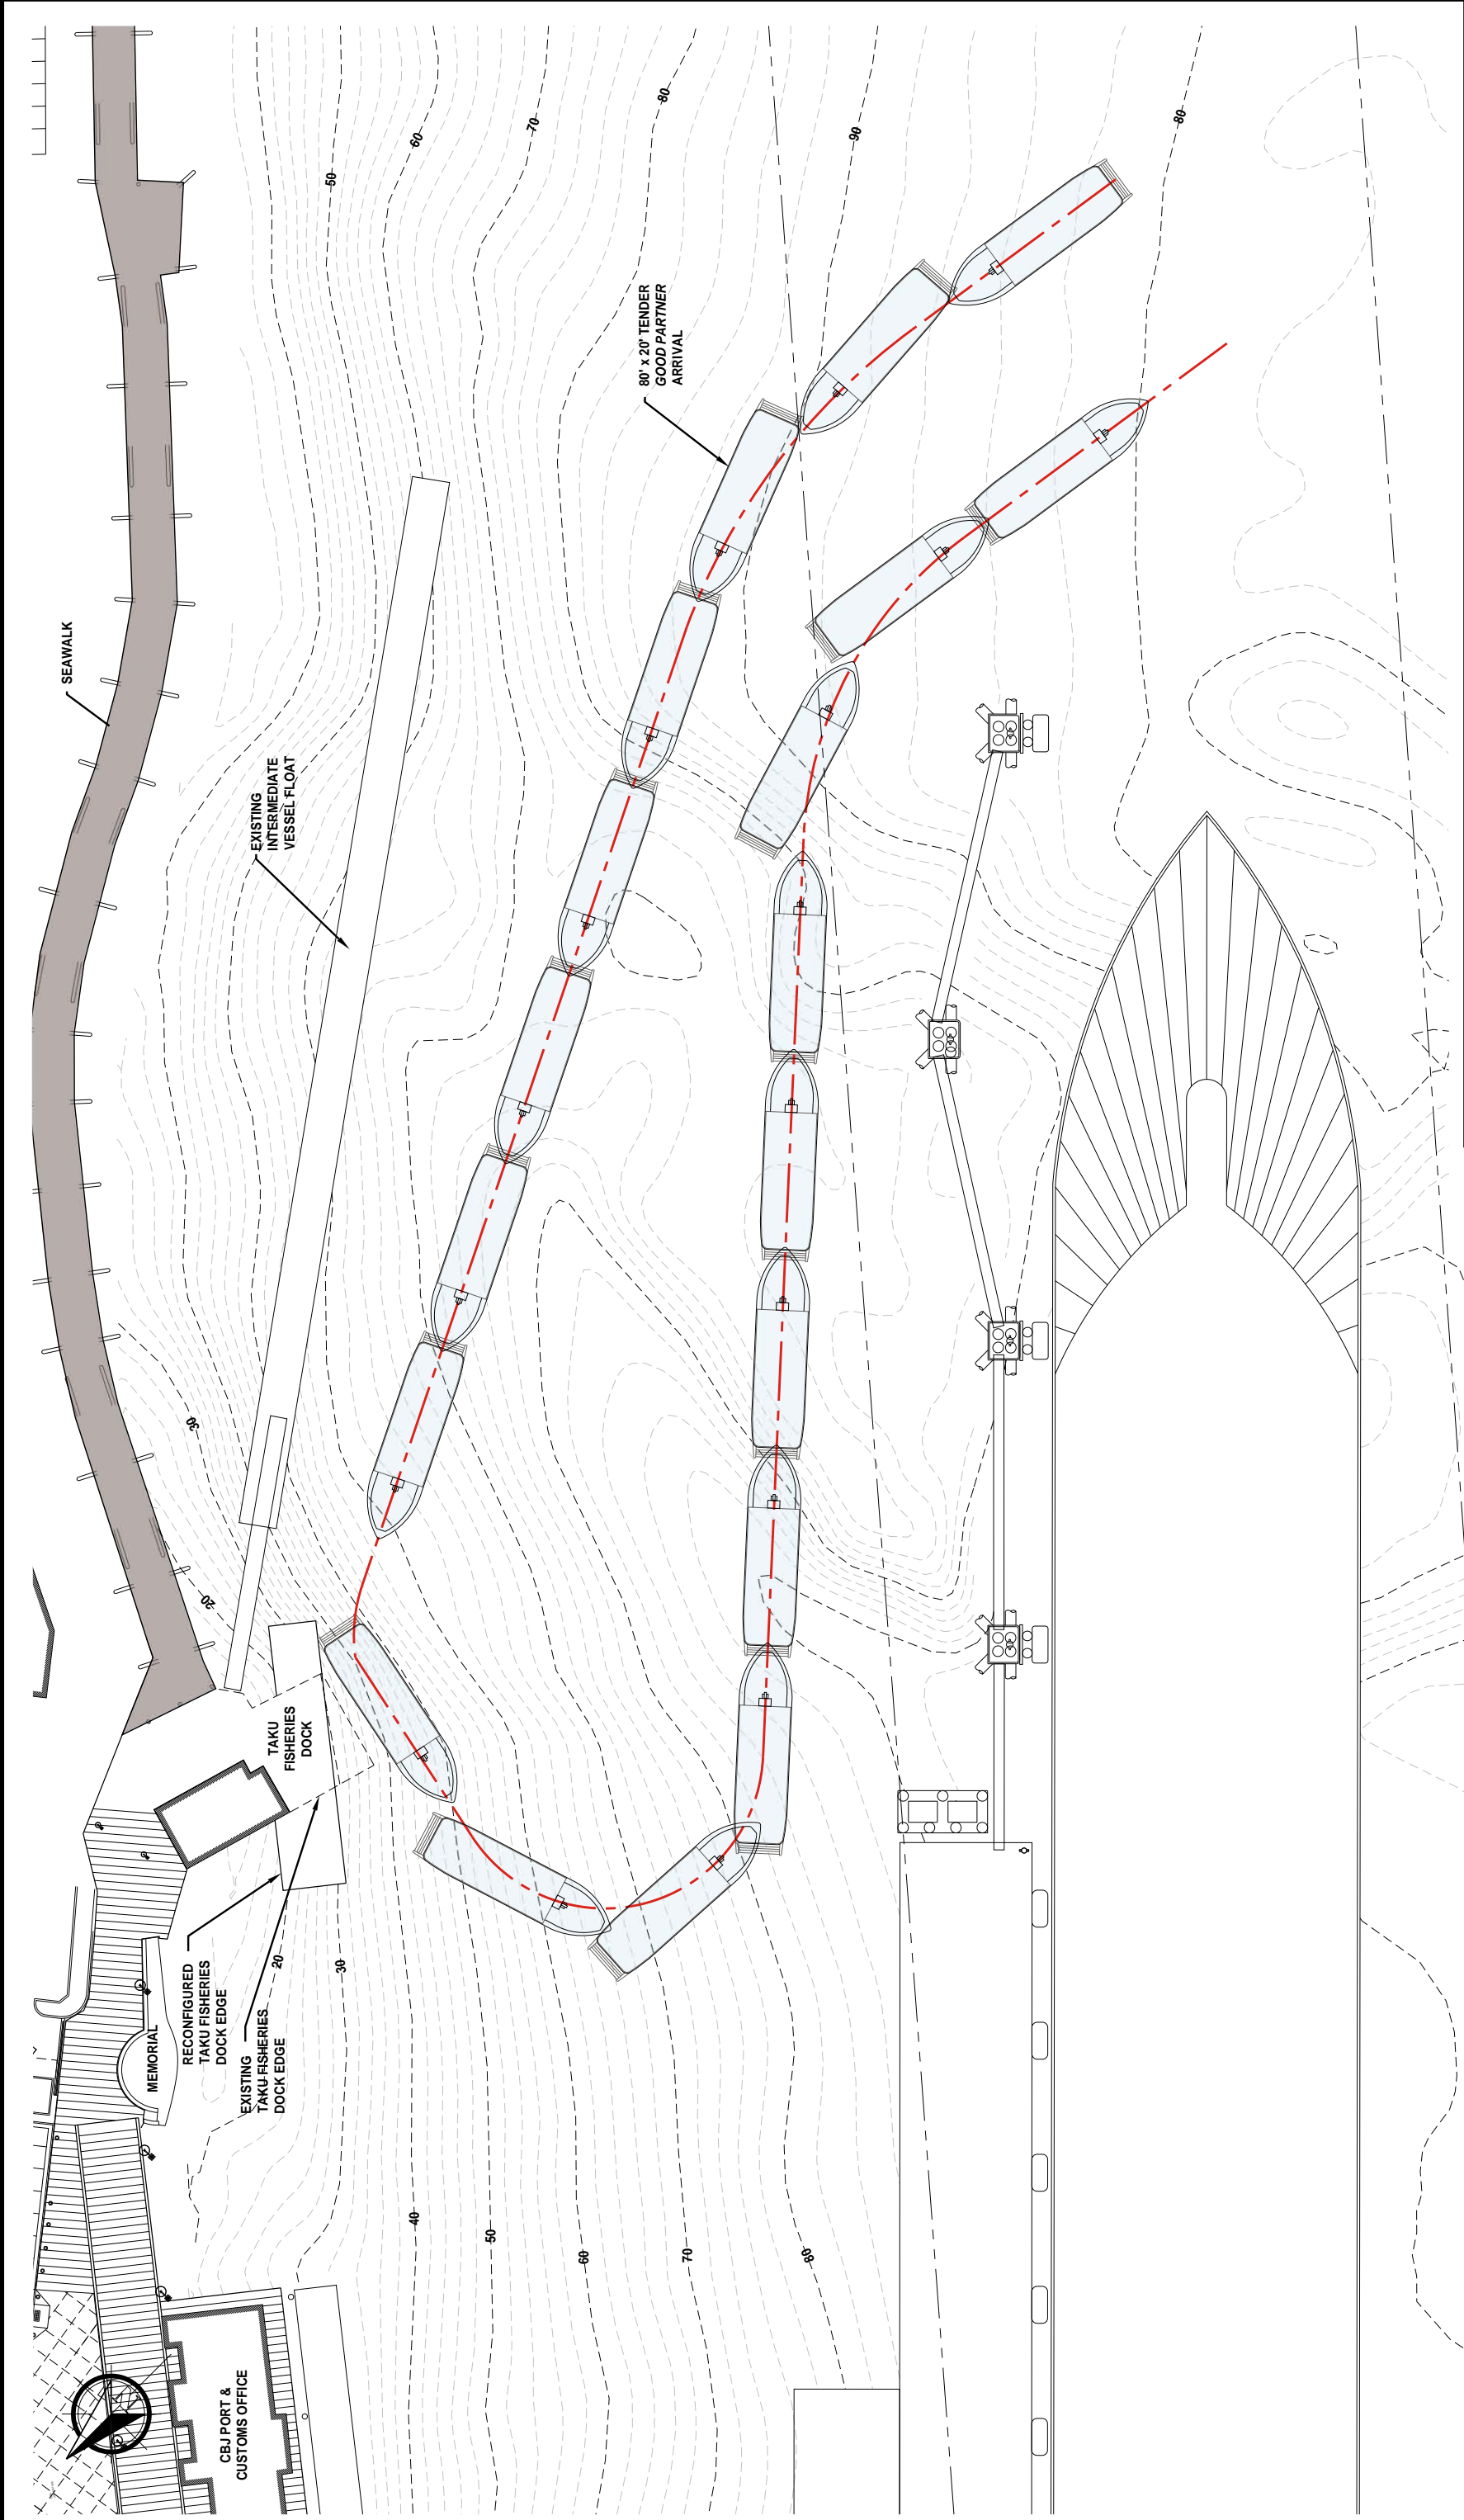 SEAWALK
EXISTING
INTERMEDIATE
VESSEL FLOAT
80' x 20' TENDER
GOOD PARTNER
ARRIVAL
TAKU
FISHERIES
DOCK
RECONFIGURED
TAKU FISHERIES
DOCK EDGE
EXISTING
TAKU FISHERIES
DOCK EDGE
MEMORIAL
CBJ PORT &
CUSTOMS OFFICE
50
60
70
80
90
80
30
20
20
30
40
50
60
70
80